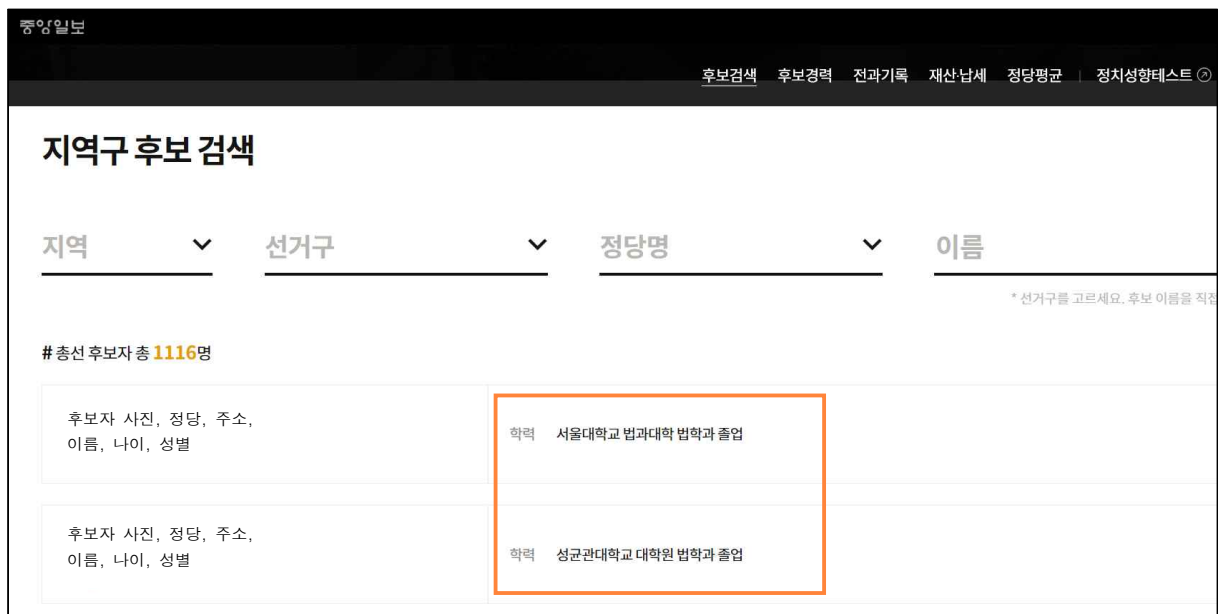 중앙일보
후보검색 후보경력 전과기록 재산·납세 정당평균 | 정치성향테스트
지역구 후보 검색
지역 선거구 정당명 이름
* 선거구를 고르세요. 후보 이름을 직접
# 총선 후보자 총 1116명
후보자 사진, 정당, 주소,
이름, 나이, 성별
학력 서울대학교 법과대학 법학과 졸업
후보자 사진, 정당, 주소,
이름, 나이, 성별
학력 성균관대학교 대학원 법학과 졸업